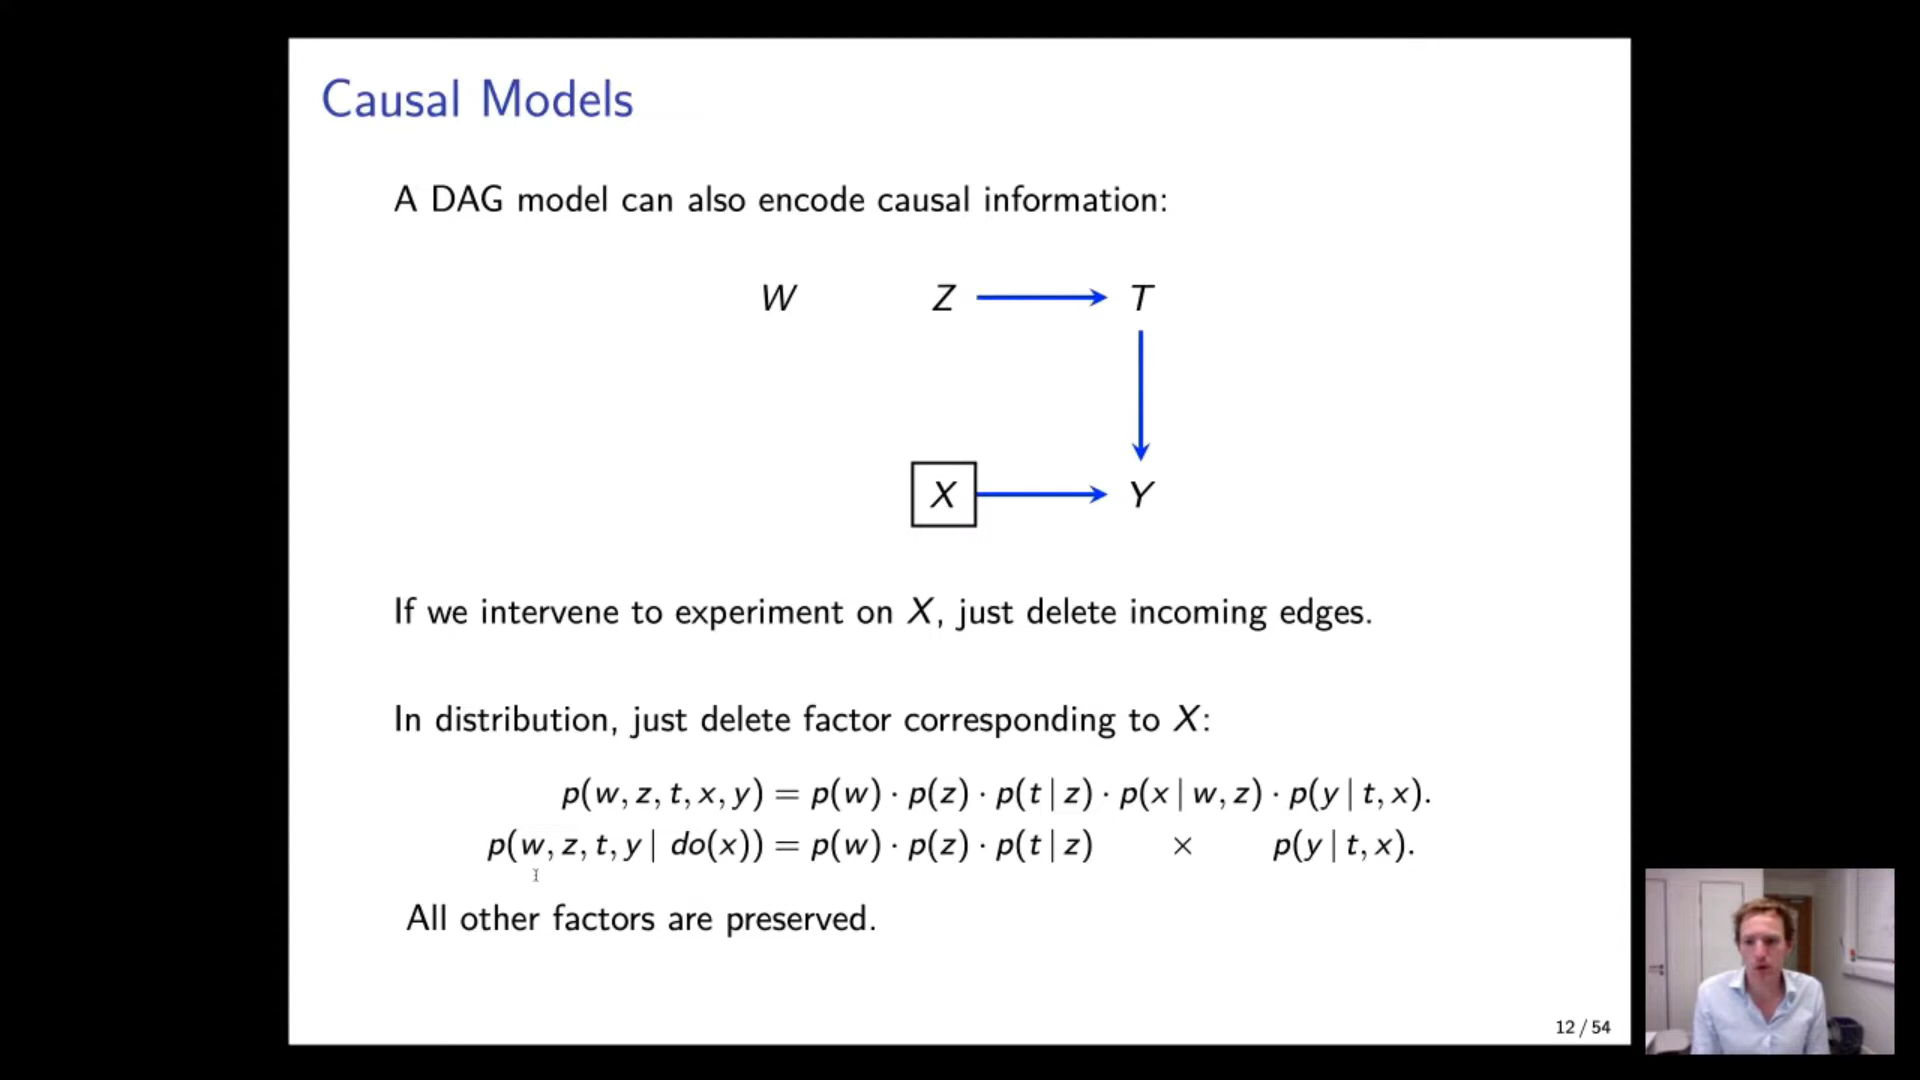 Causal Models
A DAG model can also encode causal information:
W Z T
X Y
If we intervene to experiment on X, just delete incoming edges.
In distribution, just delete factor corresponding to X:
p(w, z, t, x, y) = p(w) · p(z) · p(t | z) · p(x | w, z) · p(y | t, x).
p(w, z, t, y | do(x)) = p(w) · p(z) · p(t | z) × p(y | t, x).
All other factors are preserved.
12 / 54